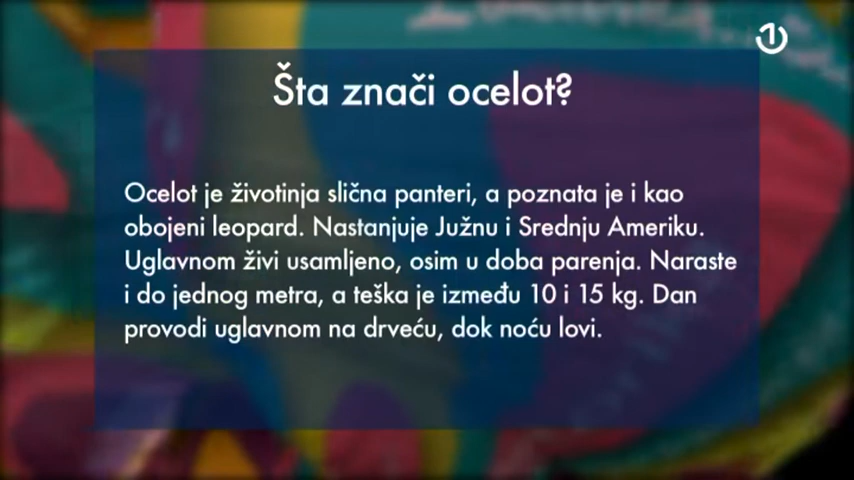 Šta znači ocelot?
Ocelot je životinja slična panteri, a poznata je i kao
obojeni leopard. Nastanjuje Južnu i Srednju Ameriku.
Uglavnom živi usamljeno, osim u doba parenja. Naraste
i do jednog metra, a teška je između 10 i 15 kg. Dan
provodi uglavnom na drveću, dok noću lovi.